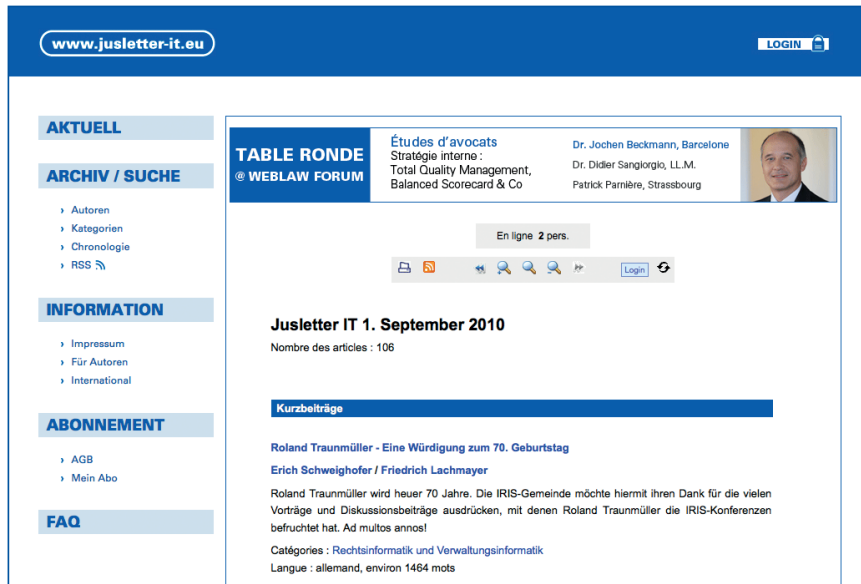 www.jusletter-it.eu
LOGIN
AKTUELL
ARCHIV / SUCHE
› Autoren
› Kategorien
› Chronologie
› RSS
INFORMATION
› Impressum
› Für Autoren
› International
ABONNEMENT
› AGB
› Mein Abo
FAQ
TABLE RONDE
@ WEBLAW FORUM
Études d'avocats
Stratégie interne :
Total Quality Management,
Balanced Scorecard & Co
Dr. Jochen Beckmann, Barcelone
Dr. Didier Sangiorgio, LL.M.
Patrick Parnière, Strassbourg
En ligne 2 pers.
Login
Jusletter IT 1. September 2010
Nombre des articles : 106
Kurzbeiträge
Roland Traunmüller - Eine Würdigung zum 70. Geburtstag
Erich Schweighofer / Friedrich Lachmayer
Roland Traunmüller wird heuer 70 Jahre. Die IRIS-Gemeinde möchte hiermit ihren Dank für die vielen
Vorträge und Diskussionsbeiträge ausdrücken, mit denen Roland Traunmüller die IRIS-Konferenzen
befruchtet hat. Ad multos annos!
Catégories : Rechtsinformatik und Verwaltungsinformatik
Langue : allemand, environ 1464 mots